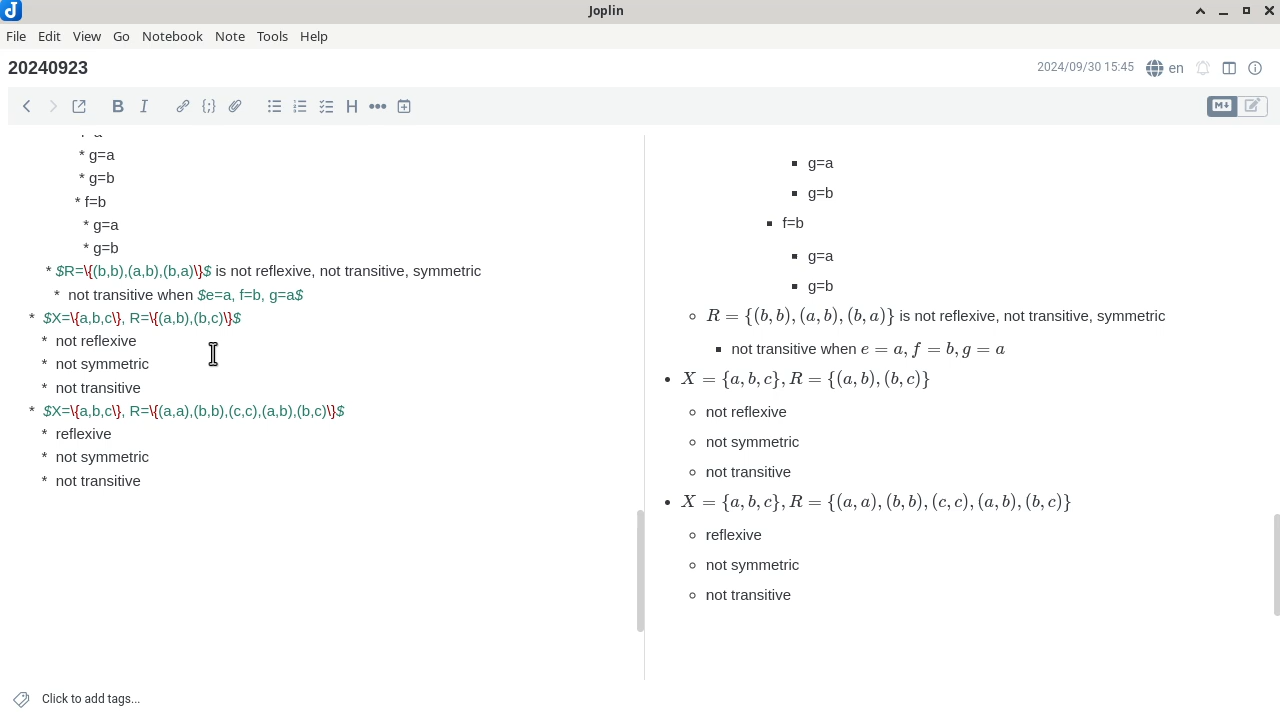 Joplin
File Edit View Go Notebook Note Tools Help
20240923
2024/09/30 15:45 en
* g=a
* g=b
* f=b
* g=a
* g=b
* $R=\{(b,b),(a,b),(b,a)\}$ is not reflexive, not transitive, symmetric
* not transitive when $e=a, f=b, g=a$
* $X=\{a,b,c\}, R=\{(a,b),(b,c)\}$
* not reflexive
* not symmetric
* not transitive
* $X=\{a,b,c\}, R=\{(a,a),(b,b),(c,c),(a,b),(b,c)\}$
* reflexive
* not symmetric
* not transitive
g=a
g=b
f=b
g=a
g=b
R = {(b, b), (a, b), (b, a)} is not reflexive, not transitive, symmetric
not transitive when e = a, f = b, g = a
X = {a, b, c}, R = {(a, b), (b, c)}
not reflexive
not symmetric
not transitive
X = {a, b, c}, R = {(a, a), (b, b), (c, c), (a, b), (b, c)}
reflexive
not symmetric
not transitive
Click to add tags...